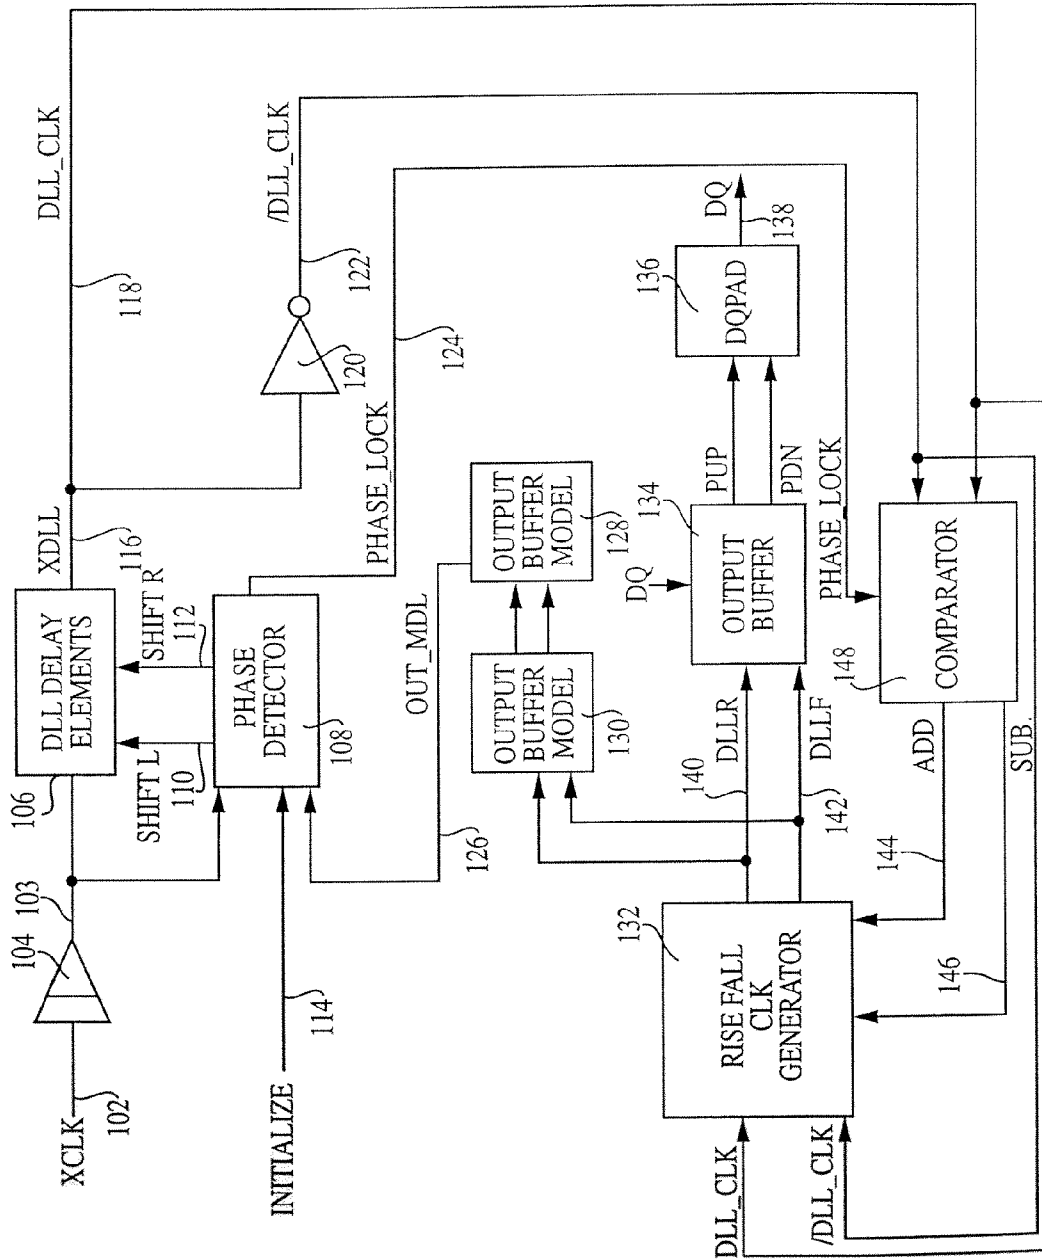 XCLK
102
104
103
106
DLL DELAY
ELEMENTS
XDLL
116
DLL_CLK
118
SHIFT L
110
SHIFT R
112
PHASE
DETECTOR
108
INITIALIZE
114
120
/DLL_CLK
122
PHASE_LOCK
124
OUT_MDL
126
OUTPUT
BUFFER
MODEL
130
OUTPUT
BUFFER
MODEL
128
RISE FALL
CLK
GENERATOR
132
DLL_CLK
/DLL_CLK
DLLR
140
DLLF
142
DQ
OUTPUT
BUFFER
134
PUP
PDN
DQPAD
136
DQ
138
PHASE_LOCK
COMPARATOR
148
ADD
144
SUB.
146